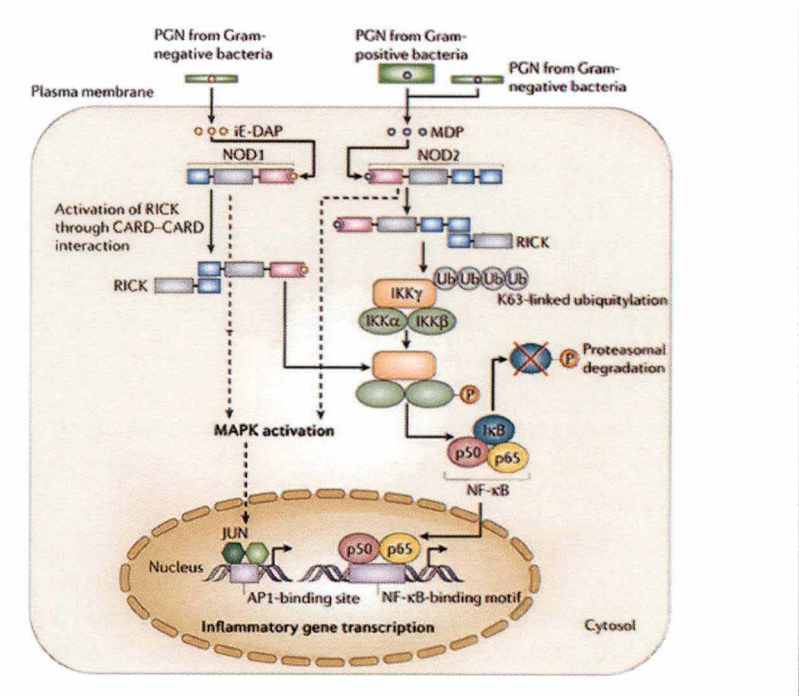 PGN from Gram-
negative bacteria
PGN from Gram-
positive bacteria
PGN from Gram-
negative bacteria
Plasma membrane
iE-DAP
MDP
NOD1
NOD2
Activation of RICK
through CARD–CARD
interaction
RICK
RICK
Ub Ub Ub Ub
K63-linked ubiquitylation
IKKγ
IKKα IKKβ
P
P
Proteasomal
degradation
MAPK activation
IκB
p50 p65
NF-κB
JUN
p50 p65
Nucleus
AP1-binding site
NF-κB-binding motif
Inflammatory gene transcription
Cytosol